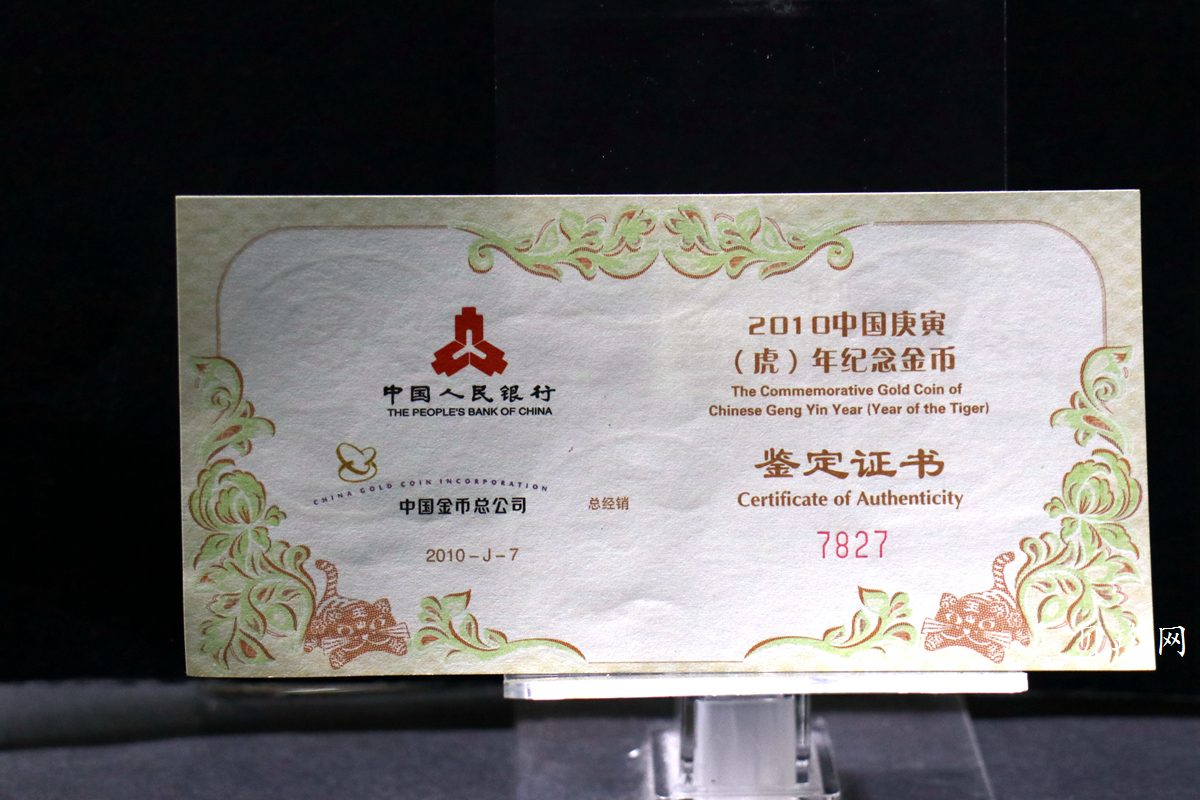 中国人民银行
THE PEOPLE'S BANK OF CHINA
CHINA GOLD COIN INCORPORATION
中国金币总公司
总经销
2010-J-7
2010中国庚寅
(虎)年纪念金币
The Commemorative Gold Coin of
Chinese Geng Yin Year (Year of the Tiger)
鉴定证书
Certificate of Authenticity
7827
网